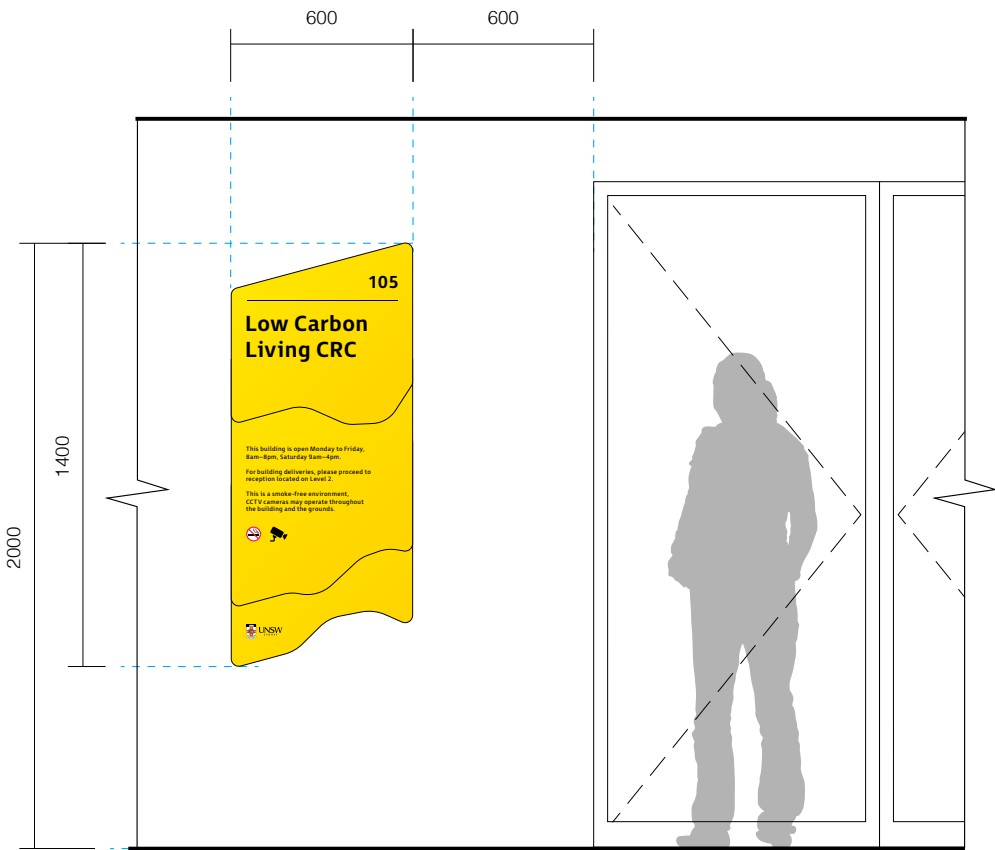 600
600
105
Low Carbon
Living CRC
1400
2000
This building is open Monday to Friday,
8am–8pm, Saturday 9am–4pm.
For building deliveries, please proceed to
reception located on Level 2.
This is a smoke-free environment,
CCTV cameras may operate throughout
the building and the grounds.
UNSW